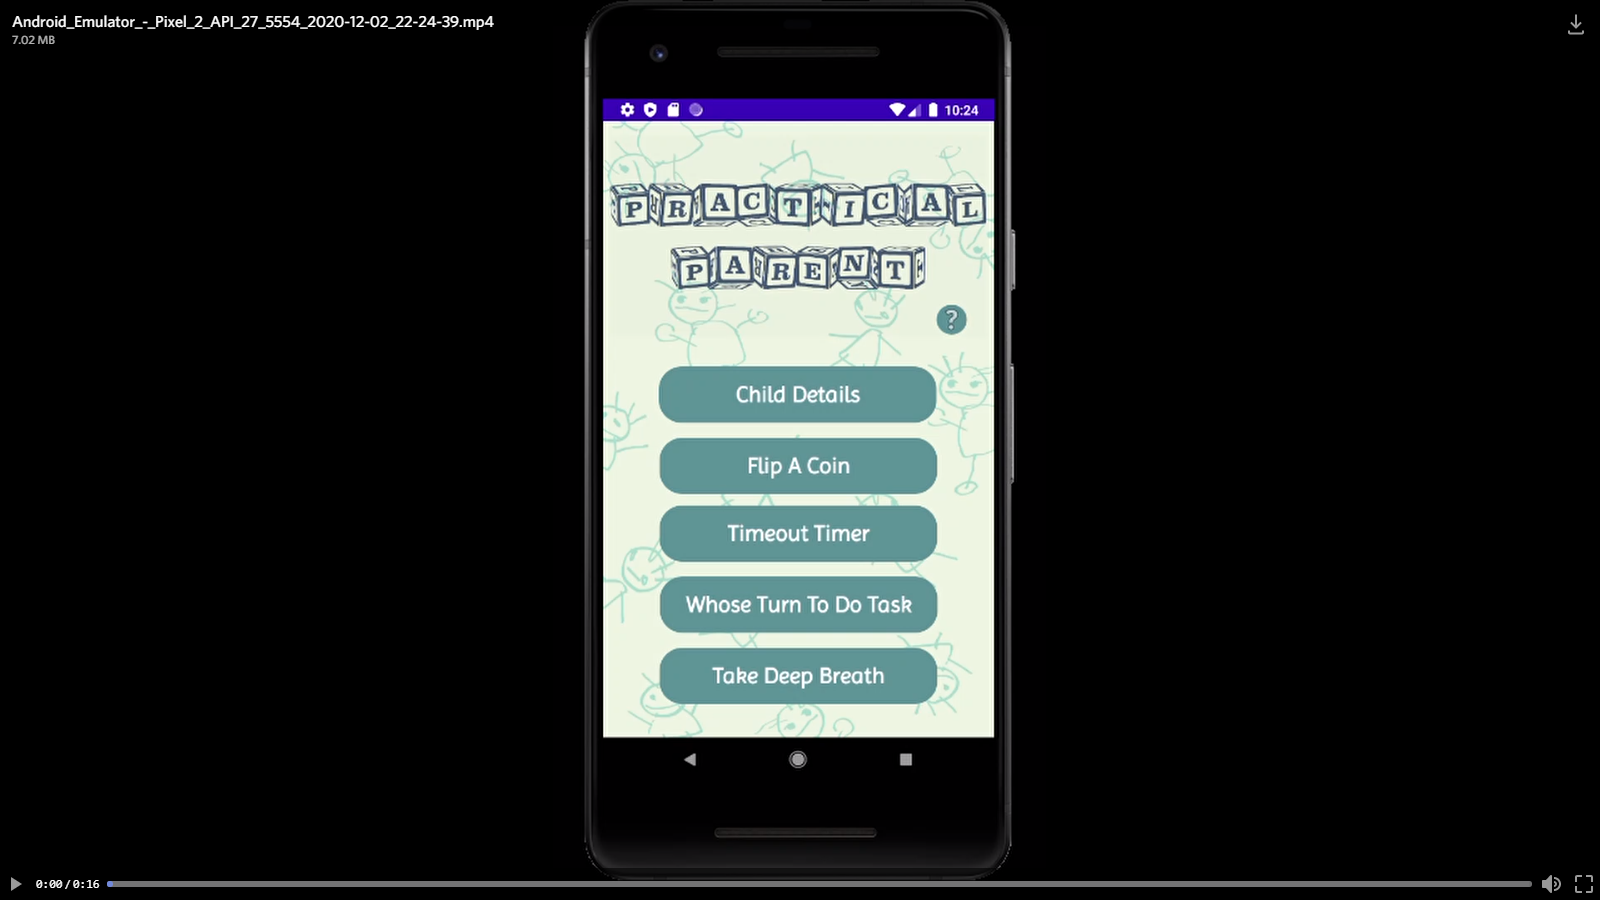 Android_Emulator_-_Pixel_2_API_27_5554_2020-12-02_22-24-39.mp4
7.02 MB
10:24
PRACTICAL
PARENT
?
Child Details
Flip A Coin
Timeout Timer
Whose Turn To Do Task
Take Deep Breath
0:00/0:16